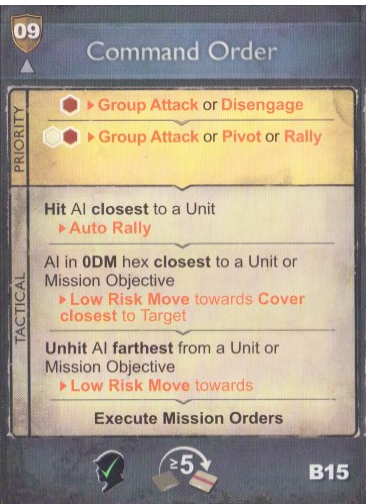 09
Command Order
PRIORITY
▸Group Attack or Disengage
▸Group Attack or Pivot or Rally
TACTICAL
Hit AI closest to a Unit
▸Auto Rally
AI in 0DM hex closest to a Unit or
Mission Objective
▸Low Risk Move towards Cover
closest to Target
Unhit AI farthest from a Unit or
Mission Objective
▸Low Risk Move towards
Execute Mission Orders
≥5
B15